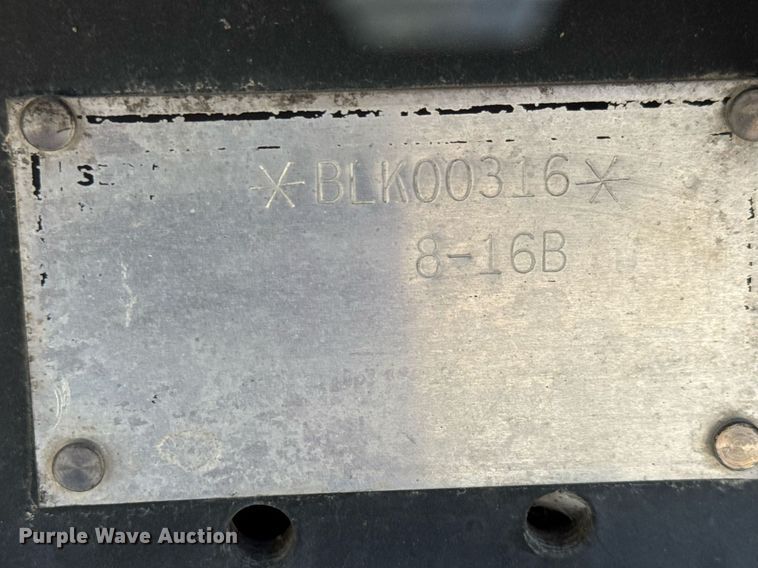 S
*BLK00316*
8-16B
Purple Wave Auction